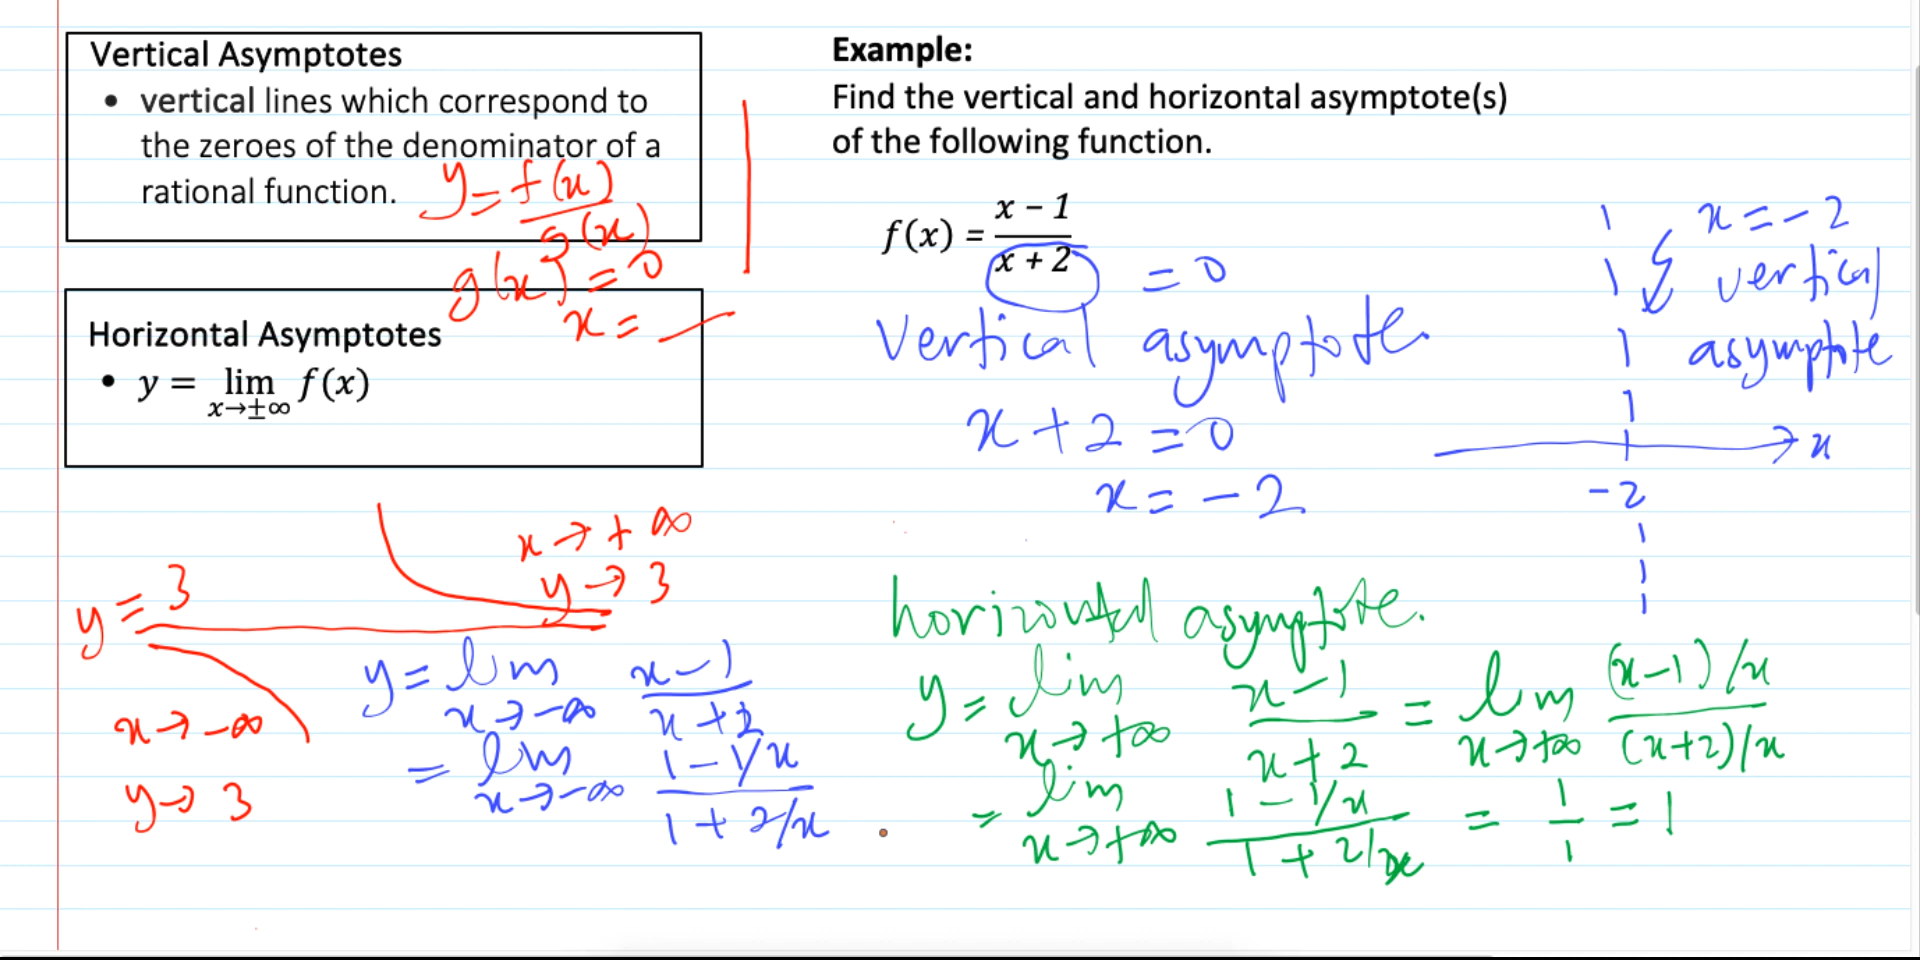 Vertical Asymptotes
• vertical lines which correspond to
the zeroes of the denominator of a
rational function.
y = f(x)/g(x)
g(x) = 0
x =
Horizontal Asymptotes
• y = lim x→±∞ f(x)
x → +∞
y → 3
y = 3
x → -∞
y → 3
y = lim x→-∞ x-1/x+2
= lim x→-∞ 1-1/x / 1+2/x
Example:
Find the vertical and horizontal asymptote(s)
of the following function.
f(x) = x − 1 / x + 2
= 0
Vertical asymptote.
x + 2 = 0
x = -2
x = -2
vertical
asymptote
x
-2
horizontal asymptote.
y = lim x→+∞ x-1/x+2 = lim x→+∞ (x-1)/x / (x+2)/x
= lim x→+∞ 1-1/x / 1+2/x = 1/1 = 1